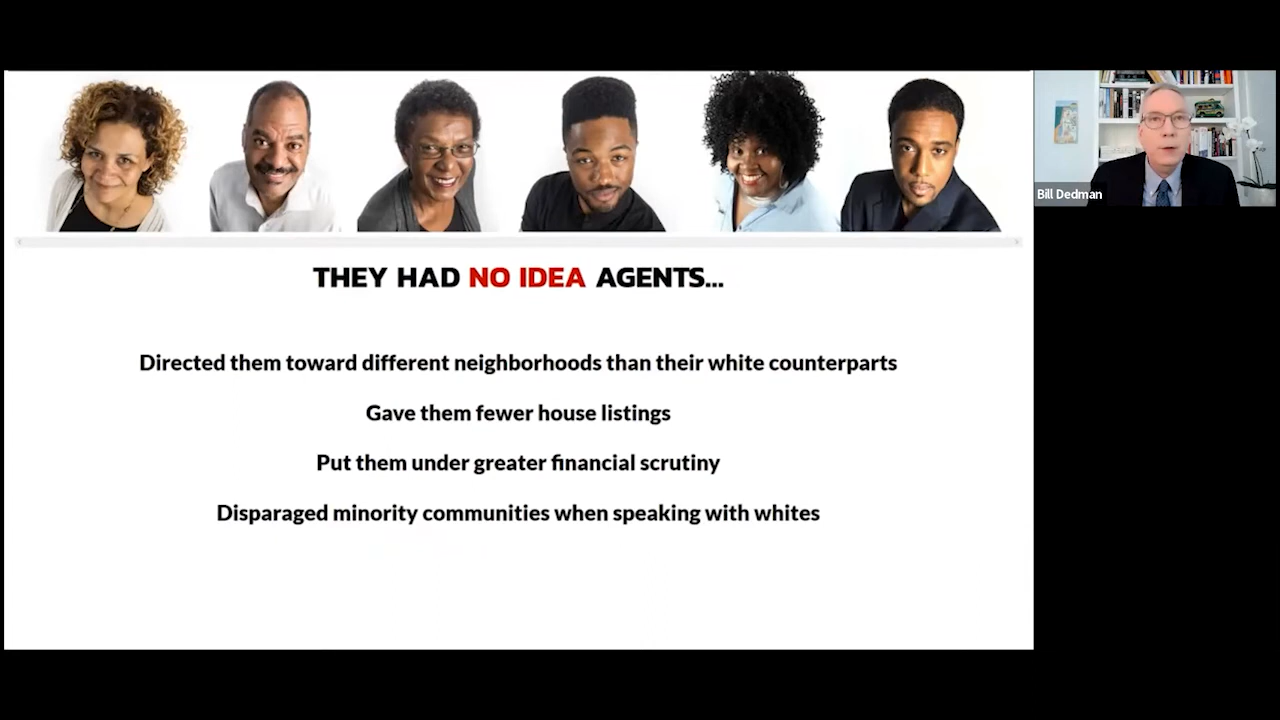 Bill Dedman
THEY HAD NO IDEA AGENTS...
Directed them toward different neighborhoods than their white counterparts
Gave them fewer house listings
Put them under greater financial scrutiny
Disparaged minority communities when speaking with whites